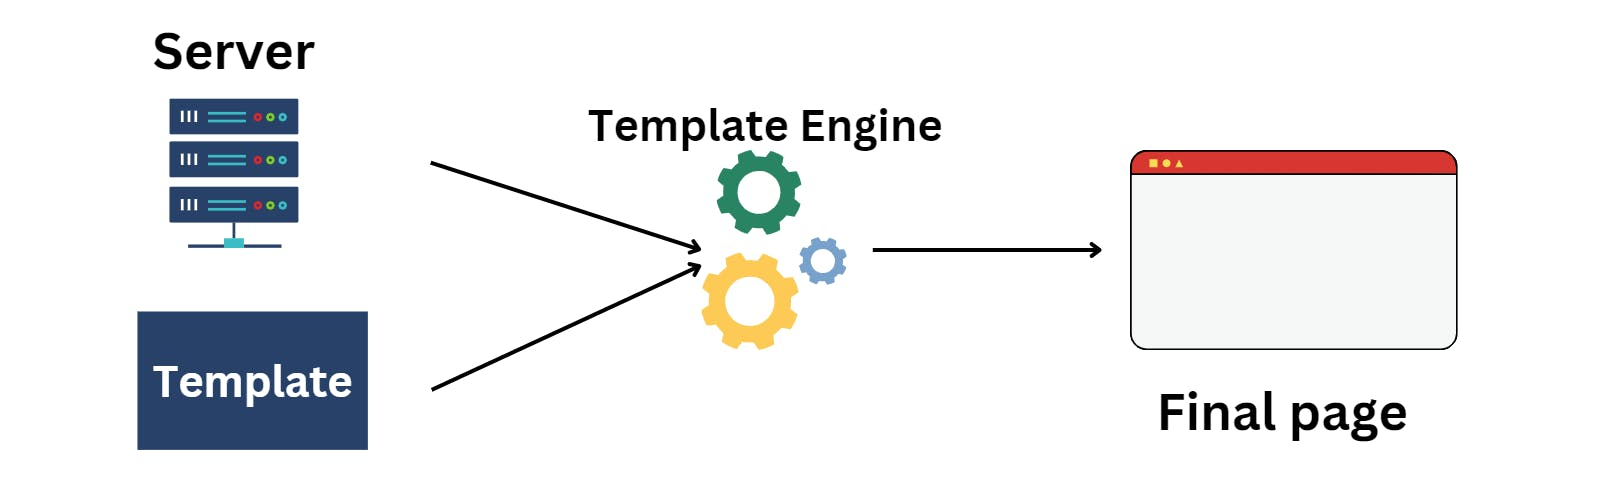 Server
Template Engine
Template
Final page